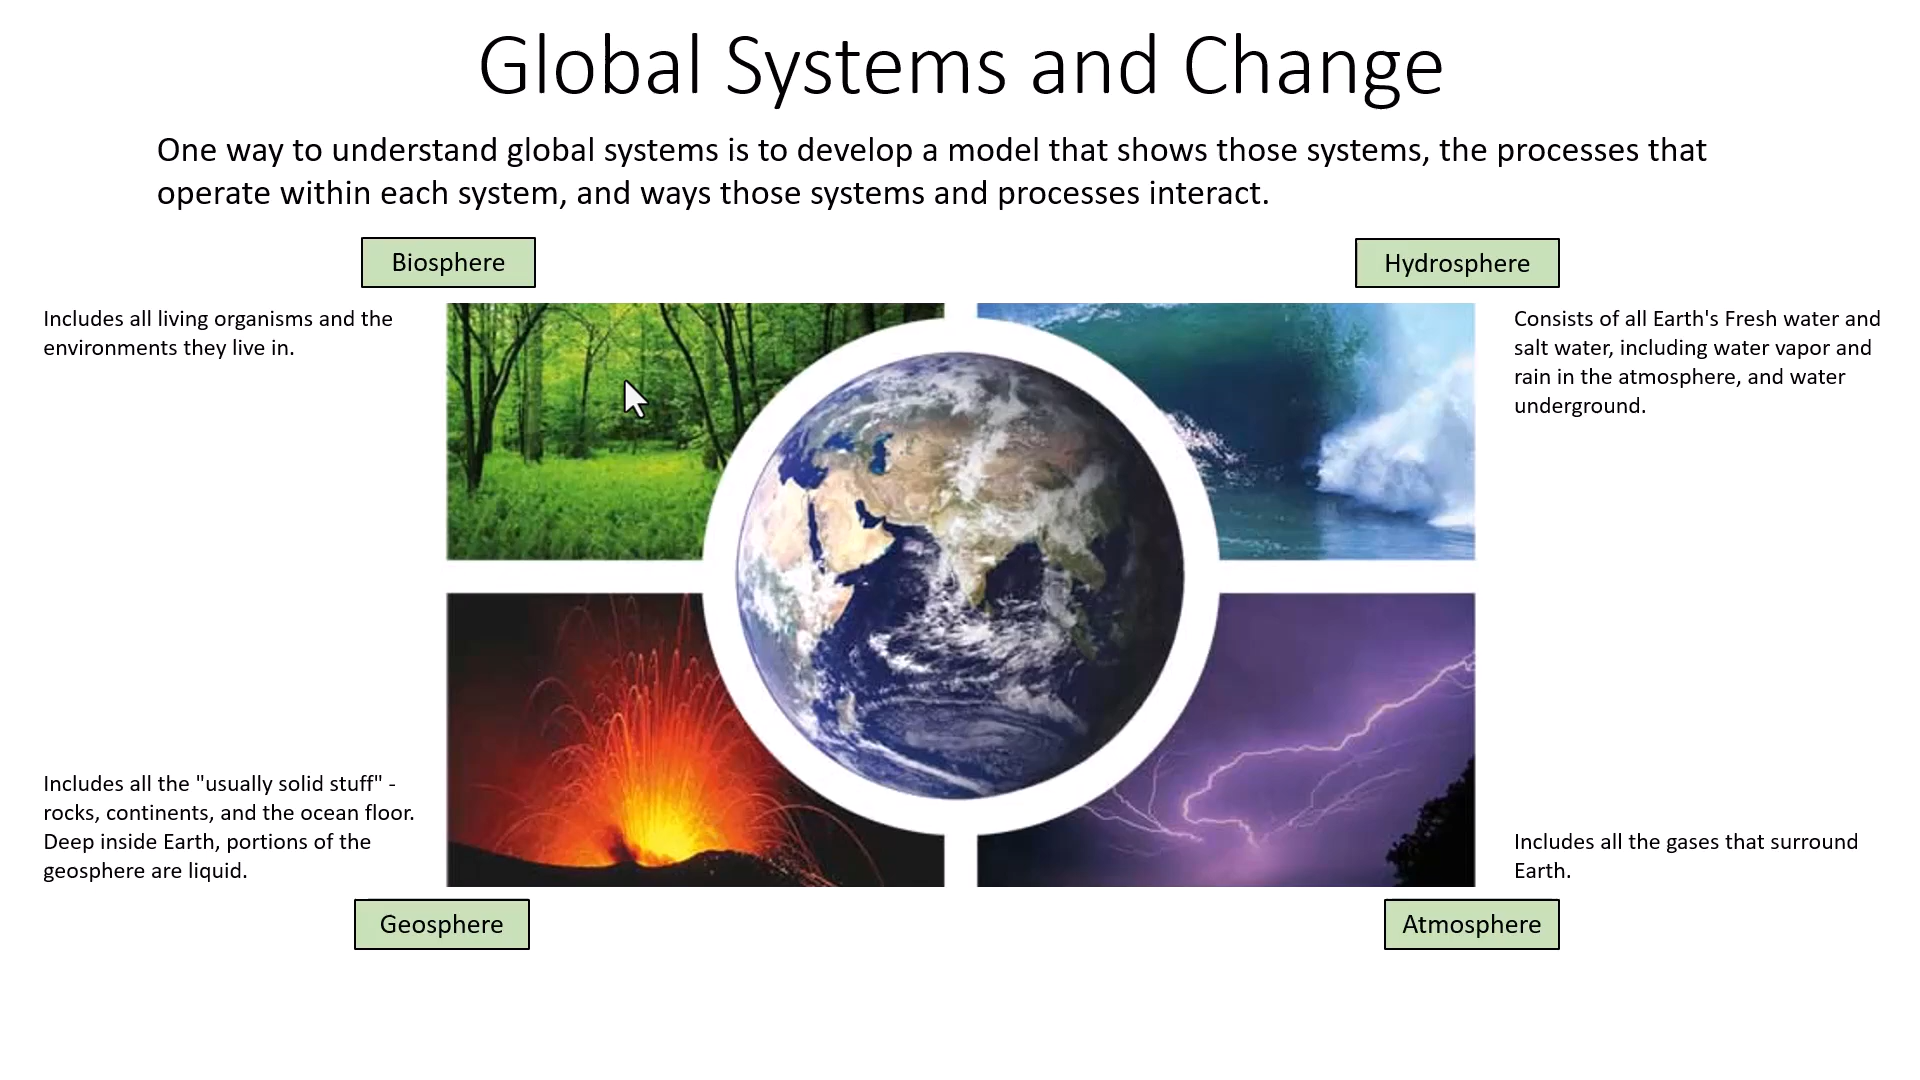 Global Systems and Change
One way to understand global systems is to develop a model that shows those systems, the processes that
operate within each system, and ways those systems and processes interact.
Biosphere
Includes all living organisms and the
environments they live in.
Hydrosphere
Consists of all Earth's Fresh water and
salt water, including water vapor and
rain in the atmosphere, and water
underground.
Includes all the "usually solid stuff" -
rocks, continents, and the ocean floor.
Deep inside Earth, portions of the
geosphere are liquid.
Geosphere
Includes all the gases that surround
Earth.
Atmosphere